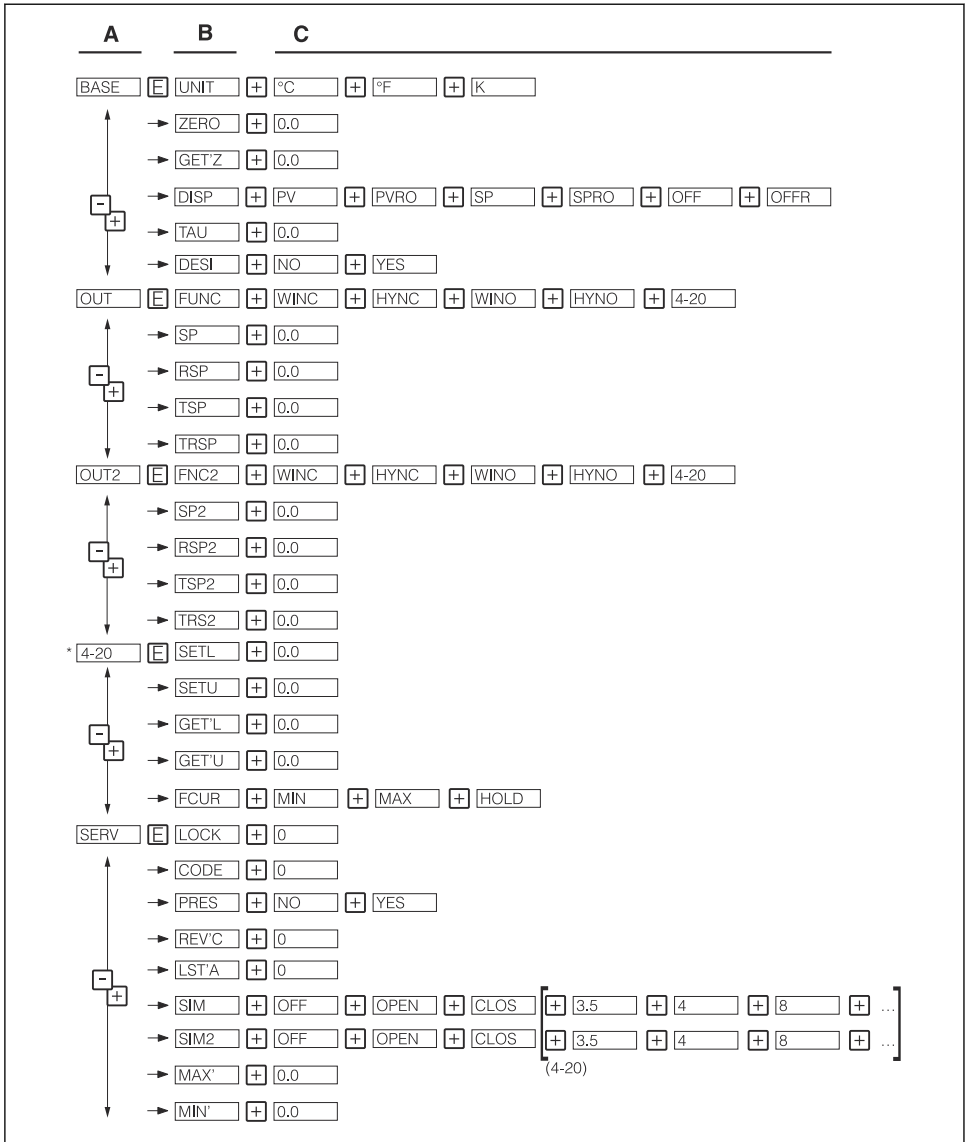 A B C
BASE E UNIT + °C + °F + K
ZERO + 0.0
GET'Z + 0.0
DISP + PV + PVRO + SP + SPRO + OFF + OFFR
-
+
TAU + 0.0
DESI + NO + YES
OUT E FUNC + WINC + HYNC + WINO + HYNO + 4-20
SP + 0.0
RSP + 0.0
-
+
TSP + 0.0
TRSP + 0.0
OUT2 E FNC2 + WINC + HYNC + WINO + HYNO + 4-20
SP2 + 0.0
RSP2 + 0.0
-
+
TSP2 + 0.0
TRS2 + 0.0
* 4-20 E SETL + 0.0
SETU + 0.0
GET'L + 0.0
-
+
GET'U + 0.0
FCUR + MIN + MAX + HOLD
SERV E LOCK + 0
CODE + 0
PRES + NO + YES
REV'C + 0
LST'A + 0
-
+
SIM + OFF + OPEN + CLOS [ + 3.5 + 4 + 8 + ... ]
SIM2 + OFF + OPEN + CLOS [ + 3.5 + 4 + 8 + ... ]
(4-20)
MAX' + 0.0
MIN' + 0.0